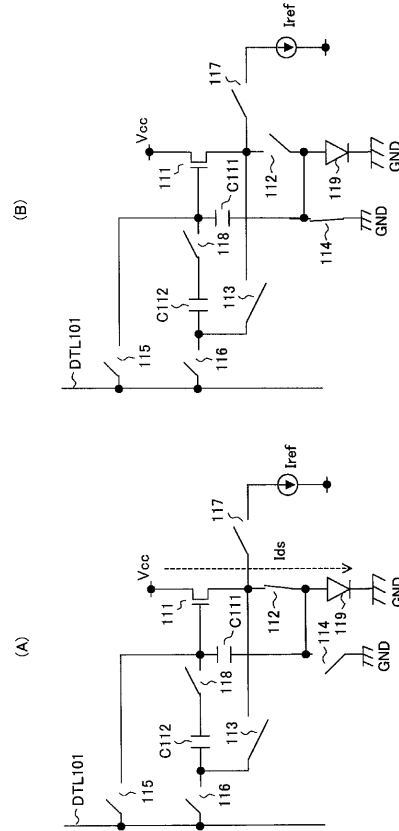 (A)
DTL101
115
116
C112
113
118
C111
111
Vcc
117
Iref
Ids
112
114
119
GND
GND
(B)
DTL101
115
116
C112
113
118
C111
111
Vcc
117
Iref
112
114
119
GND
GND